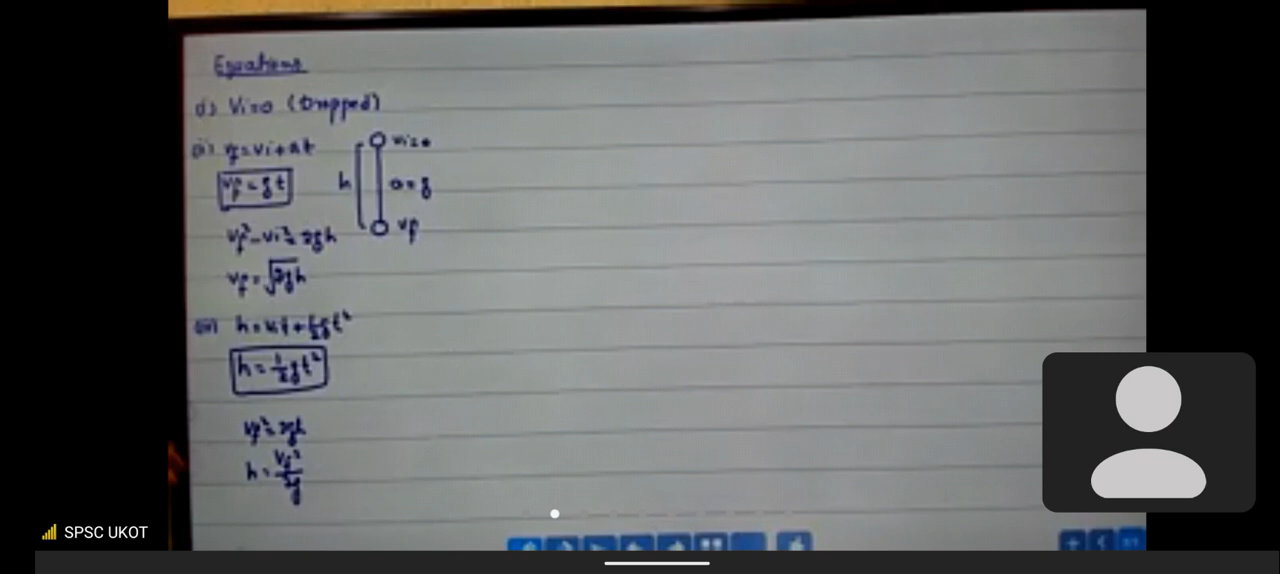 Equations
i) Vi=0 (Dropped)
ii) vf=vi+at
vi=0
vf=gt
h
a=g
vf
vf²-vi²=2gh
vf=√2gh
iii) h=vit+½gt²
h=½gt²
vf²=2gh
h=vf²/2g
SPSC UKOT